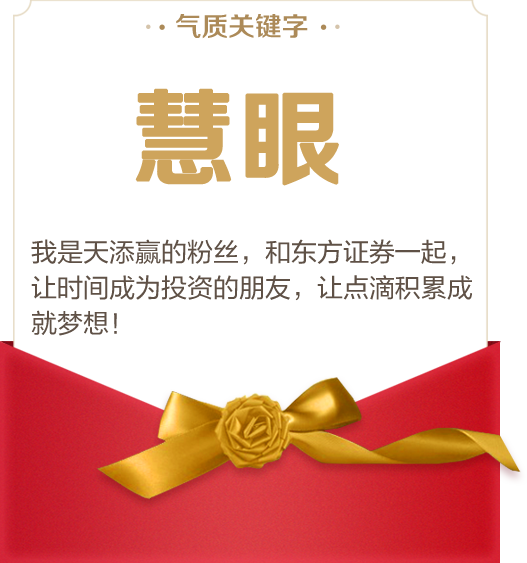 气质关键字
慧眼
我是天添赢的粉丝，和东方证券一起，
让时间成为投资的朋友，让点滴积累成
就梦想！